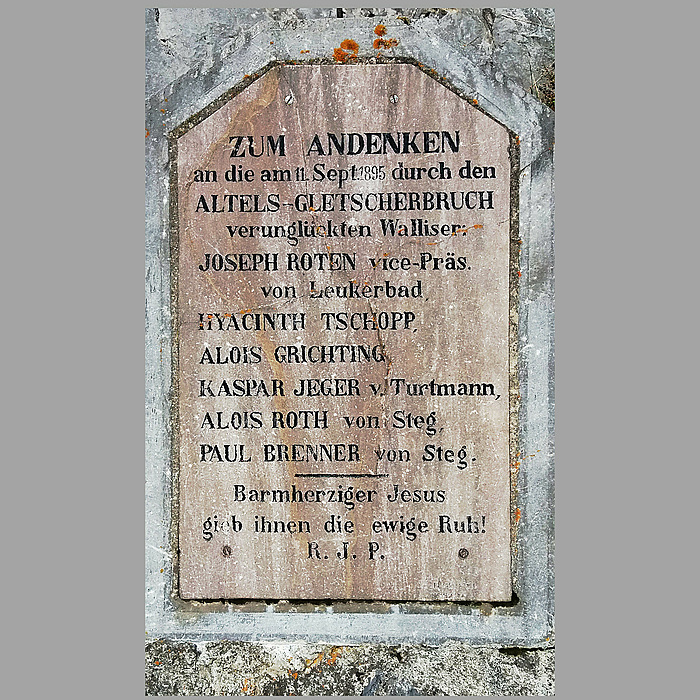 ZUM ANDENKEN
an die am 11. Sept. 1895 durch den
ALTELS-GLETSCHERBRUCH
verunglückten Walliser:
JOSEPH ROTEN vice-Präs.
von Leukerbad,
HYACINTH TSCHOPP,
ALOIS GRICHTING,
KASPAR JEGER v. Turtmann,
ALOIS ROTH von Steg,
PAUL BRENNER von Steg.
Barmherziger Jesus
gieb ihnen die ewige Ruh!
R. J. P.